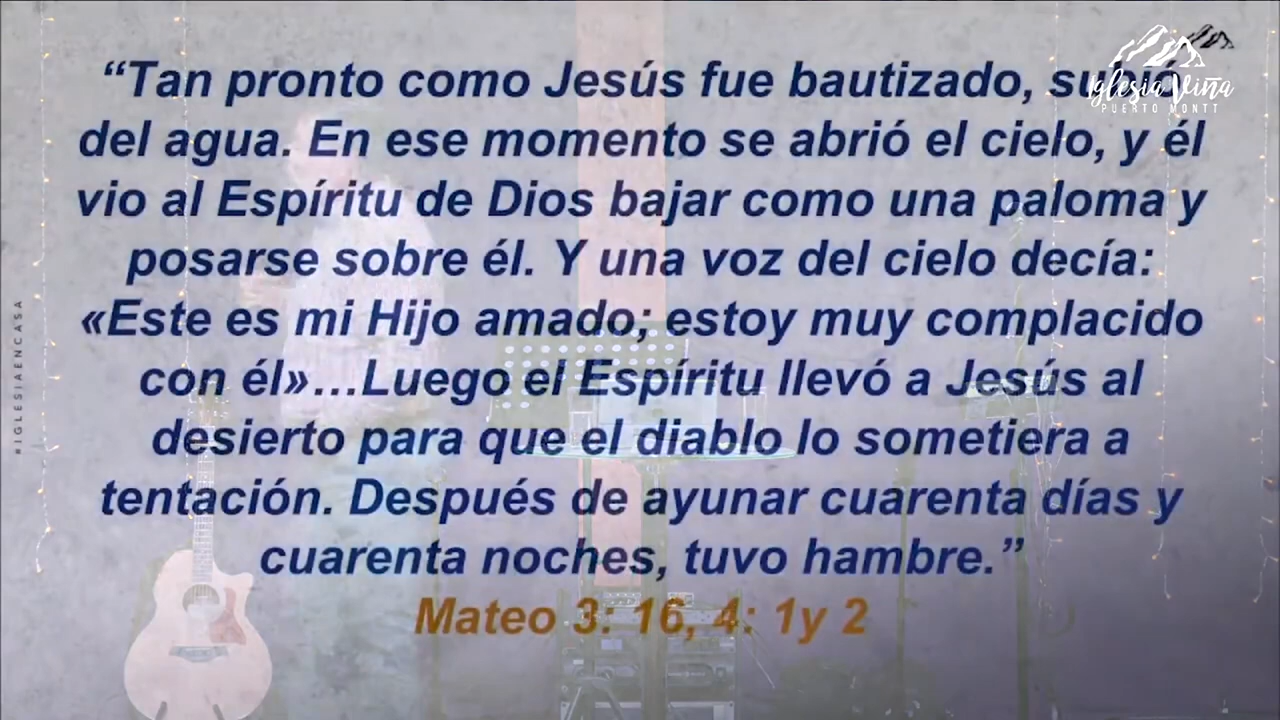 “Tan pronto como Jesús fue bautizado, subió
del agua. En ese momento se abrió el cielo, y él
vio al Espíritu de Dios bajar como una paloma y
posarse sobre él. Y una voz del cielo decía:
«Este es mi Hijo amado; estoy muy complacido
con él»...Luego el Espíritu llevó a Jesús al
desierto para que el diablo lo sometiera a
tentación. Después de ayunar cuarenta días y
cuarenta noches, tuvo hambre.”
Mateo 3: 16, 4: 1y 2
Iglesia Viña
PUERTO MONTT
#IGLESIAENCASA